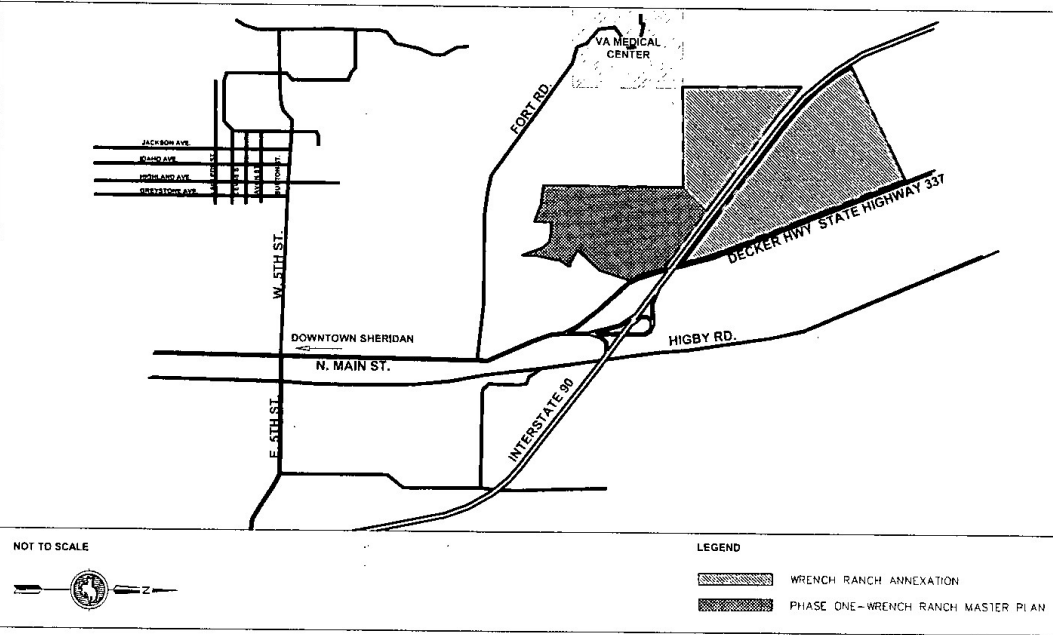 VA MEDICAL
CENTER
FORT RD.
JACKSON AVE.
IDAHO AVE.
HIGHLAND AVE.
GREYSTONE AVE.
W. 5TH ST.
DECKER HWY STATE HIGHWAY 337
DOWNTOWN SHERIDAN
N. MAIN ST.
HIGBY RD.
E. 5TH ST.
INTERSTATE 90
NOT TO SCALE
Z
LEGEND
WRENCH RANCH ANNEXATION
PHASE ONE-WRENCH RANCH MASTER PLAN